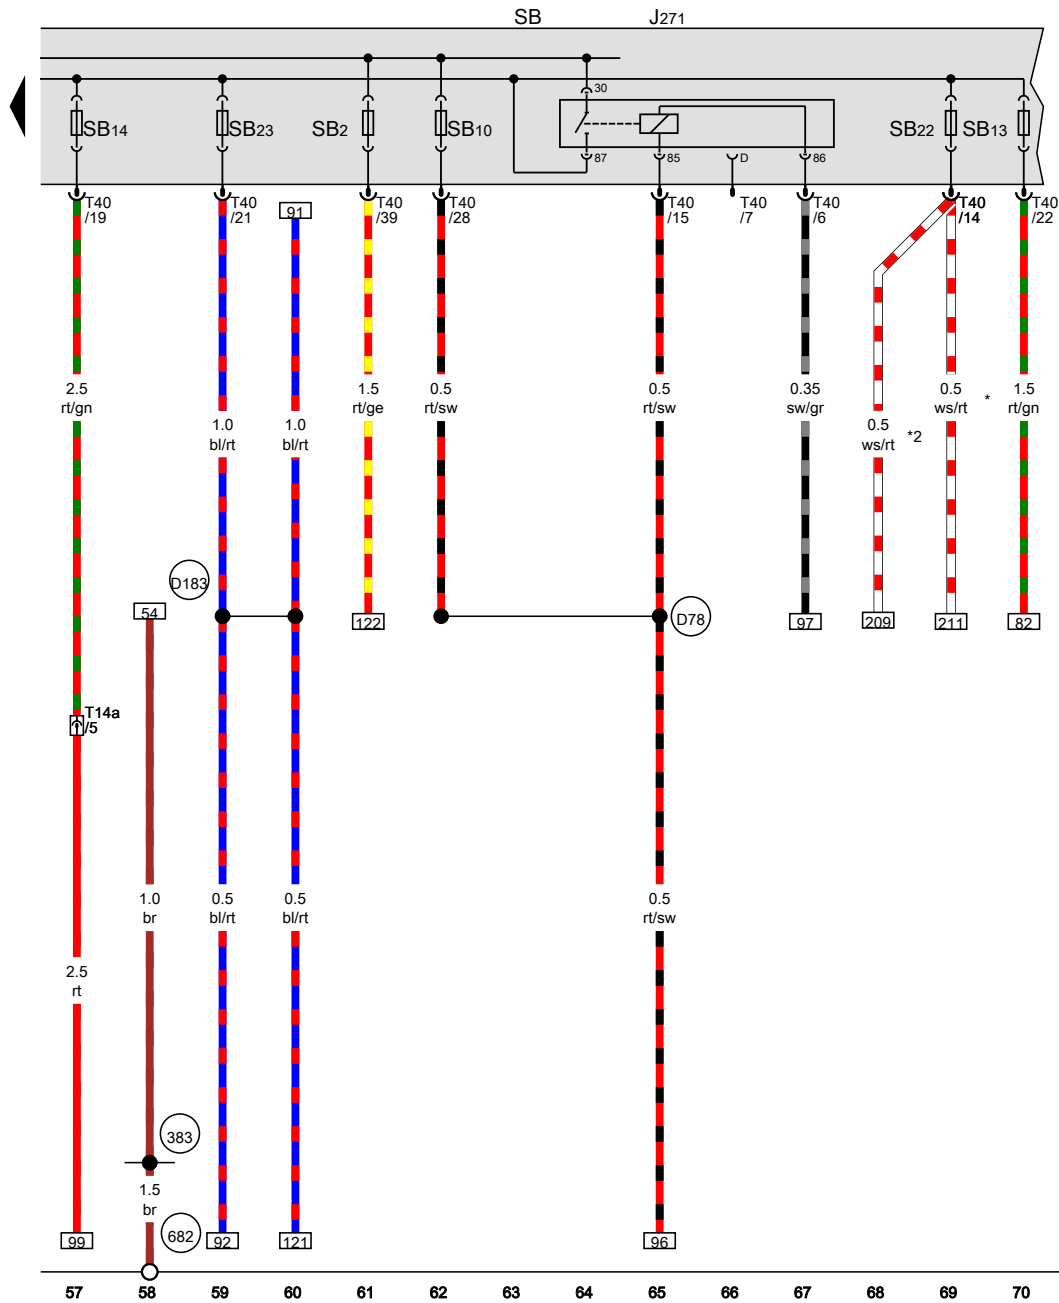 SB J271
30
SB14 SB23 SB2 SB10 SB22 SB13
87 85 D 86
T40 T40 T40 T40 T40 T40 T40 T40 T40
/19 /21 91 /39 /28 /15 /7 /6 /14 /22
2.5 1.5 0.5 0.5 0.35 0.5 * 1.5
rt/gn rt/ge rt/sw rt/sw sw/gr ws/rt rt/gn
1.0 1.0 0.5
bl/rt bl/rt ws/rt *2
D183
54 122 D78 97 209 211 82
T14a
/5
1.0 0.5 0.5 0.5
br bl/rt bl/rt rt/sw
2.5
rt
383
1.5
br
682
99 92 121 96
57 58 59 60 61 62 63 64 65 66 67 68 69 70